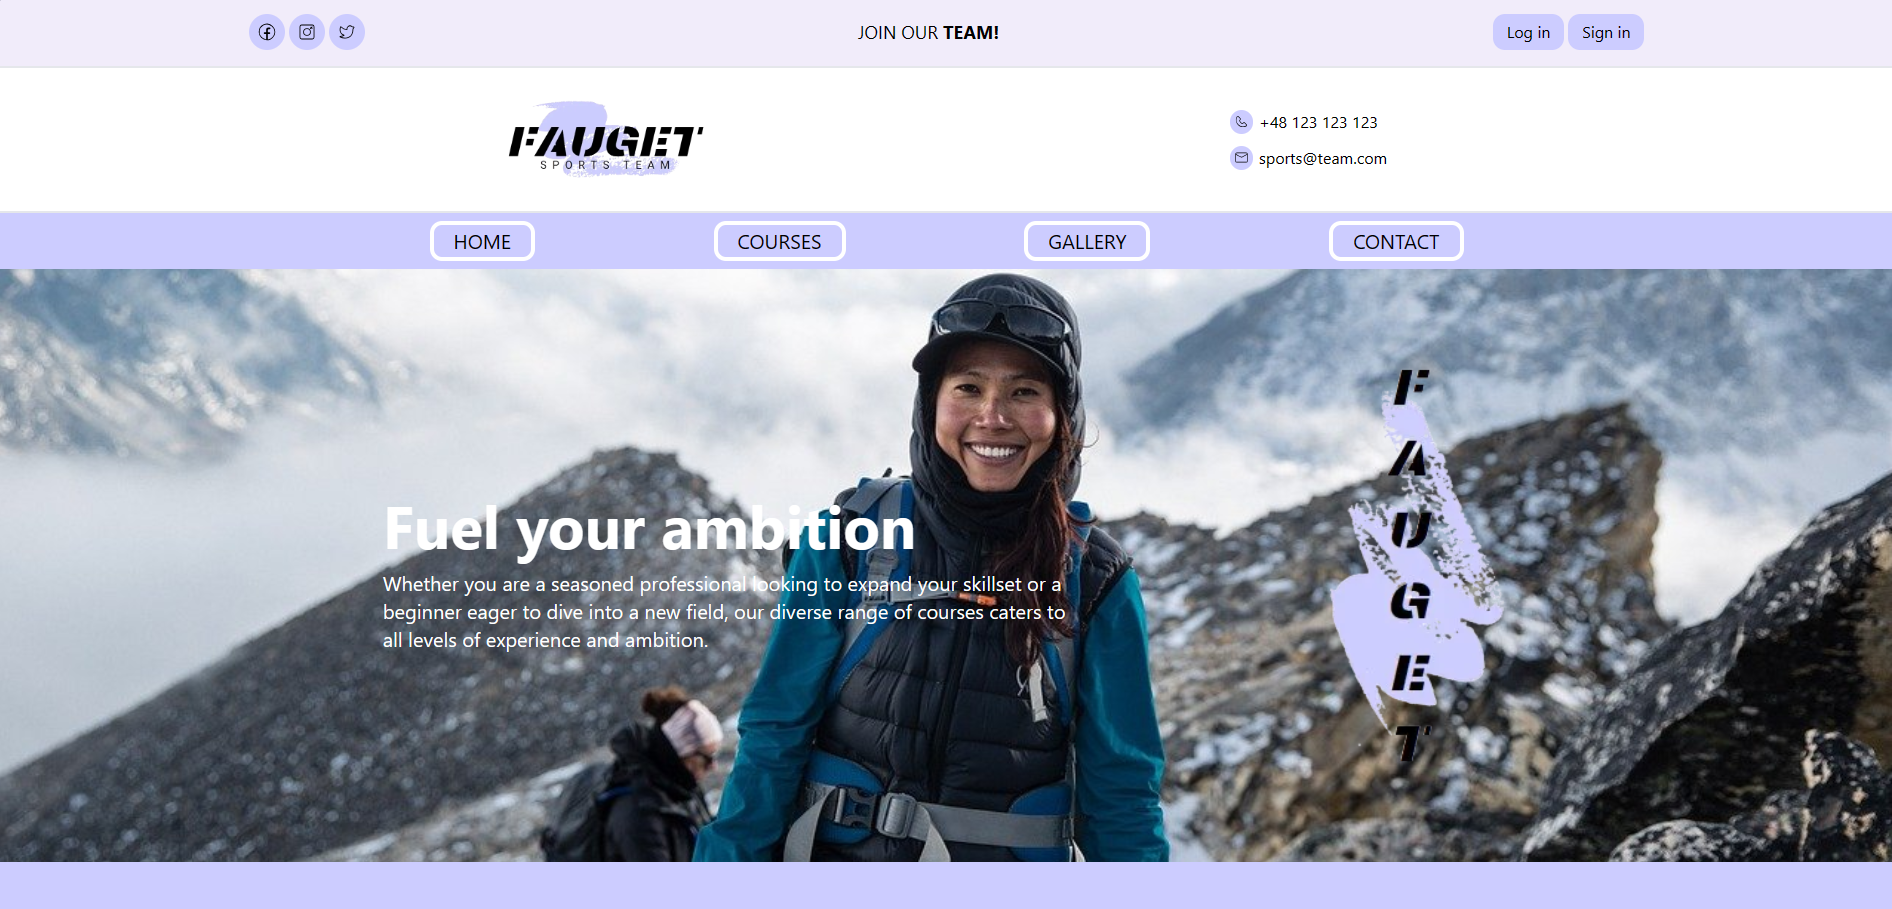 JOIN OUR TEAM!
Log in
Sign in
FAUGET
SPORTS TEAM
+48 123 123 123
sports@team.com
HOME
COURSES
GALLERY
CONTACT
Fuel your ambition
Whether you are a seasoned professional looking to expand your skillset or a
beginner eager to dive into a new field, our diverse range of courses caters to
all levels of experience and ambition.
FAUGET